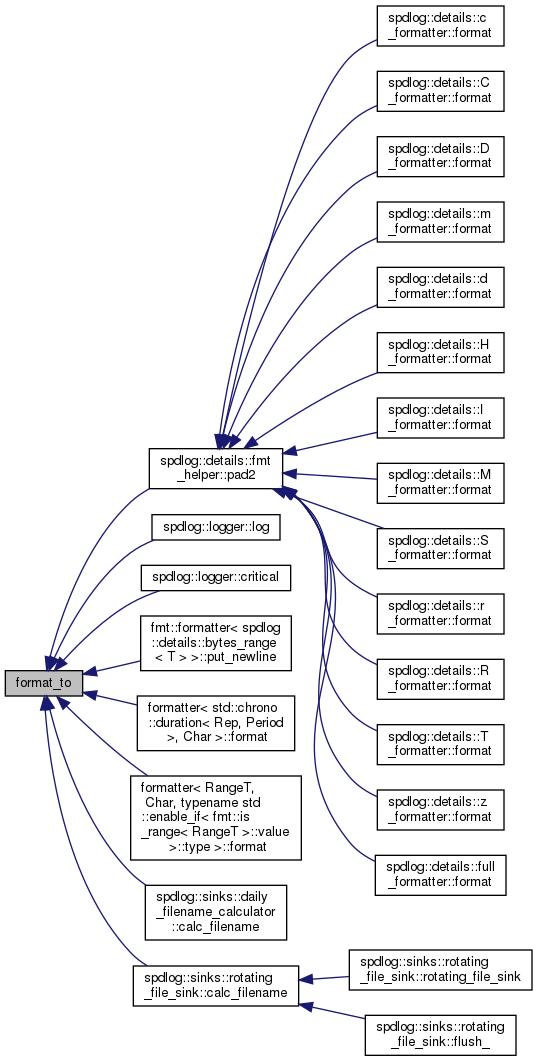 spdlog::details::c
_formatter::format
spdlog::details::C
_formatter::format
spdlog::details::D
_formatter::format
spdlog::details::m
_formatter::format
spdlog::details::d
_formatter::format
spdlog::details::H
_formatter::format
spdlog::details::I
_formatter::format
spdlog::details::fmt
_helper::pad2
spdlog::details::M
_formatter::format
spdlog::logger::log
spdlog::details::S
_formatter::format
spdlog::logger::critical
spdlog::details::r
_formatter::format
fmt::formatter< spdlog
::details::bytes_range
< T > >::put_newline
spdlog::details::R
_formatter::format
format_to
formatter< std::chrono
::duration< Rep, Period
>, Char >::format
spdlog::details::T
_formatter::format
formatter< RangeT,
Char, typename std
::enable_if< fmt::is
_range< RangeT >::value
>::type >::format
spdlog::details::z
_formatter::format
spdlog::details::full
_formatter::format
spdlog::sinks::daily
_filename_calculator
::calc_filename
spdlog::sinks::rotating
_file_sink::calc_filename
spdlog::sinks::rotating
_file_sink::rotating_file_sink
spdlog::sinks::rotating
_file_sink::flush_